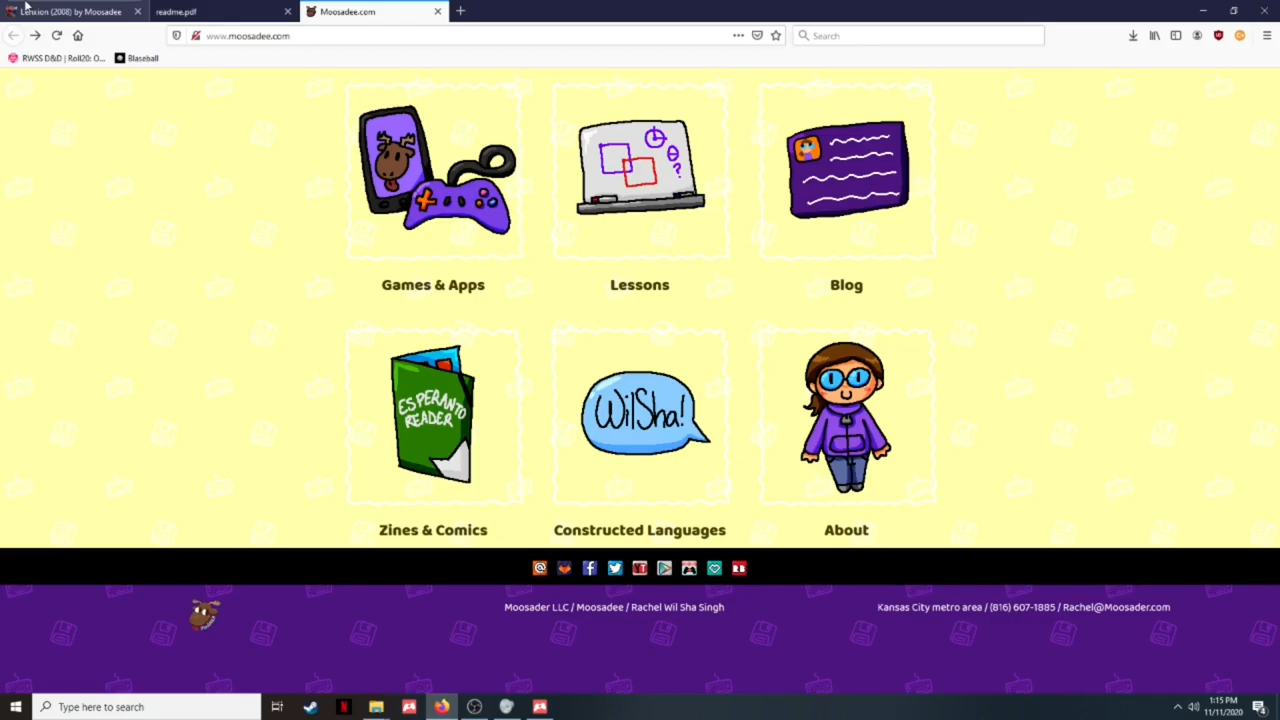 Lenxion (2008) by Moosadee
readme.pdf
Moosadee.com
www.moosadee.com
Search
RWSS D&D | Roll20: O...
Blaseball
Games & Apps
Lessons
Blog
ESPERANTO
READER
WilSha!
Zines & Comics
Constructed Languages
About
Moosader LLC / Moosadee / Rachel Wil Sha Singh
Kansas City metro area / (816) 607-1885 / Rachel@Moosader.com
Type here to search
1:15 PM
11/11/2020